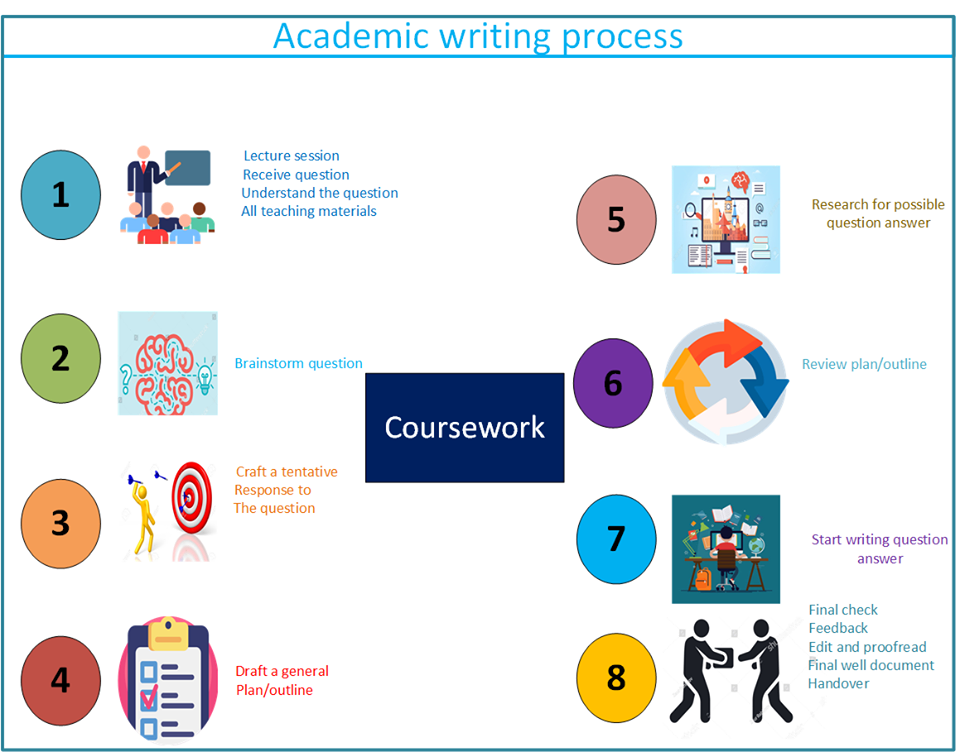 Academic writing process
1
Lecture session
Receive question
Understand the question
All teaching materials
2
Brainstorm question
3
Craft a tentative
Response to
The question
4
Draft a general
Plan/outline
Coursework
5
Research for possible
question answer
6
Review plan/outline
7
Start writing question
answer
8
Final check
Feedback
Edit and proofread
Final well document
Handover